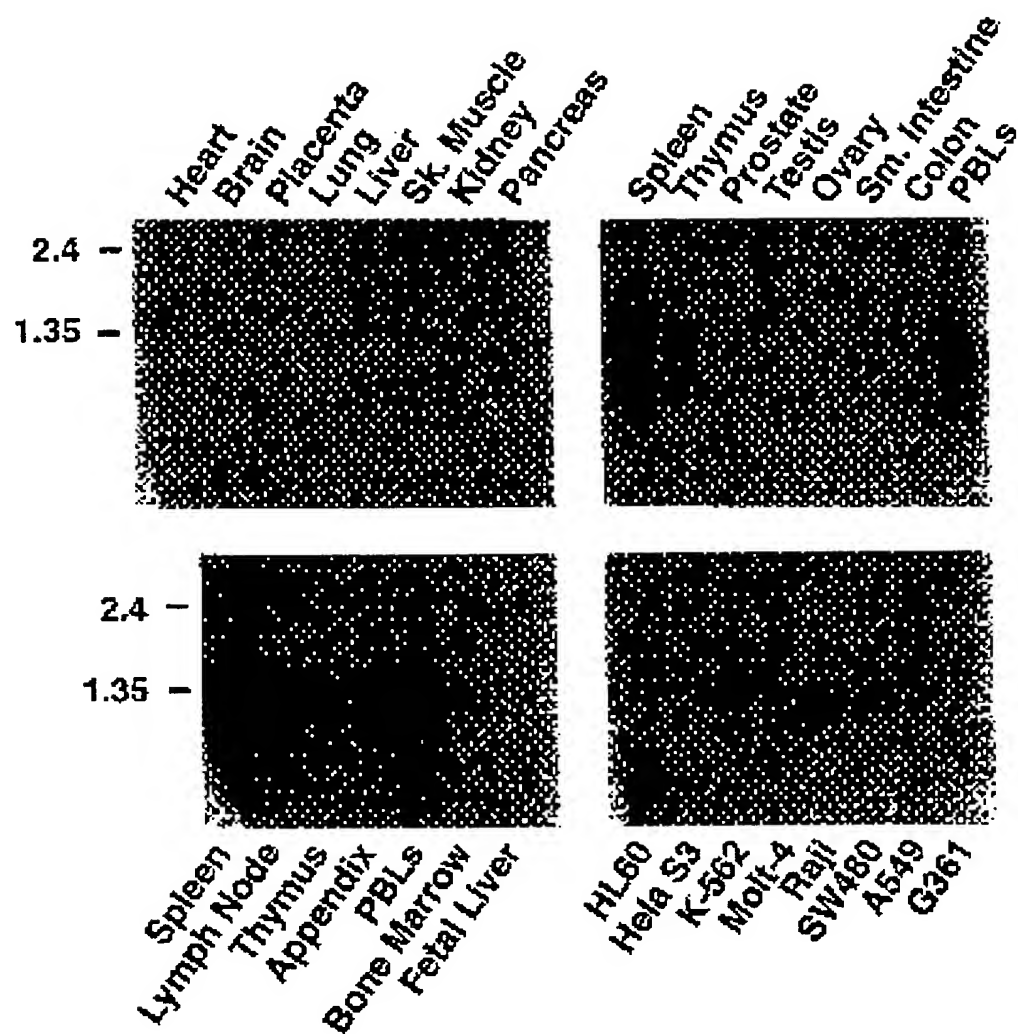 Heart
Brain
Placenta
Lung
Liver
Sk. Muscle
Kidney
Pancreas
Spleen
Thymus
Prostate
Testis
Ovary
Sm. Intestine
Colon
PBLs
2.4
1.35
2.4
1.35
Spleen
Lymph Node
Thymus
Appendix
PBLs
Bone Marrow
Fetal Liver
HL60
Hela S3
K-562
Molt-4
Raji
SW480
A549
G361